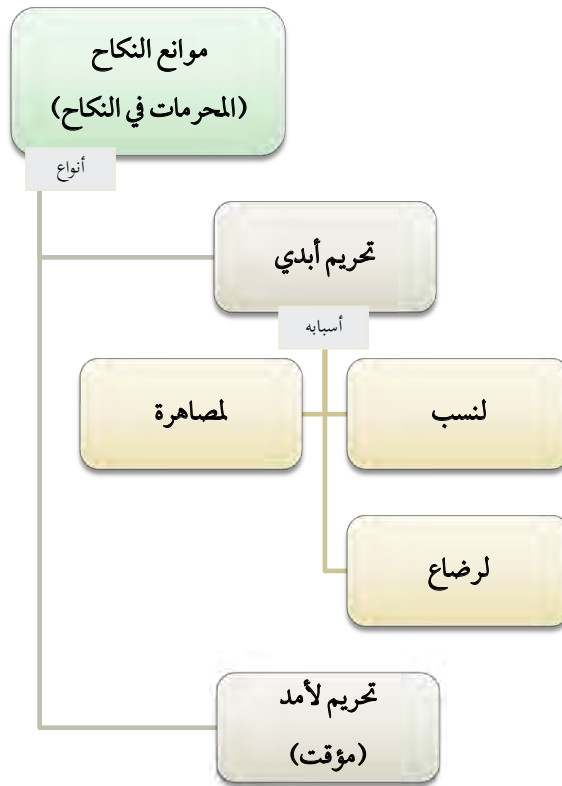 موانع النكاح
(المحرمات في النكاح)
أنواع
تحريم أبدي
أسبابه
لنسب
لمصاهرة
لرضاع
تحريم لأمد
(مؤقت)